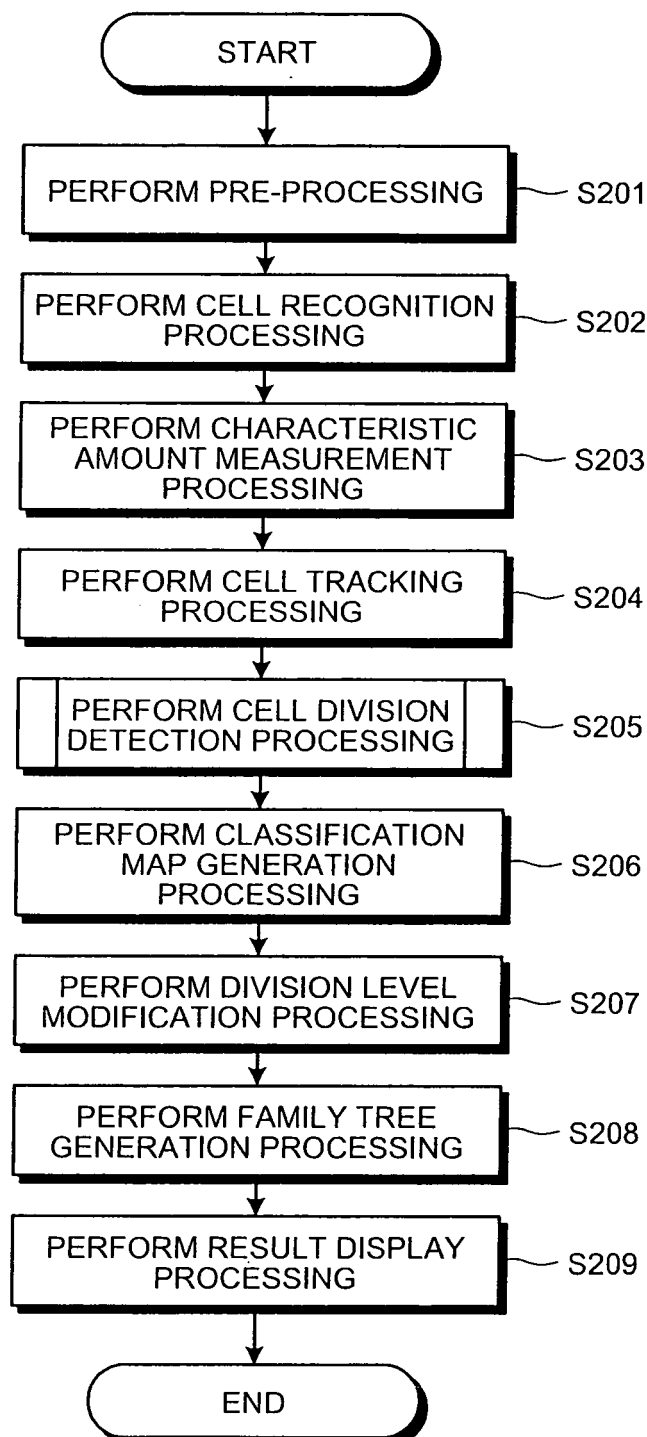 START
PERFORM PRE-PROCESSING
S201
PERFORM CELL RECOGNITION
PROCESSING
S202
PERFORM CHARACTERISTIC
AMOUNT MEASUREMENT
PROCESSING
S203
PERFORM CELL TRACKING
PROCESSING
S204
PERFORM CELL DIVISION
DETECTION PROCESSING
S205
PERFORM CLASSIFICATION
MAP GENERATION
PROCESSING
S206
PERFORM DIVISION LEVEL
MODIFICATION PROCESSING
S207
PERFORM FAMILY TREE
GENERATION PROCESSING
S208
PERFORM RESULT DISPLAY
PROCESSING
S209
END